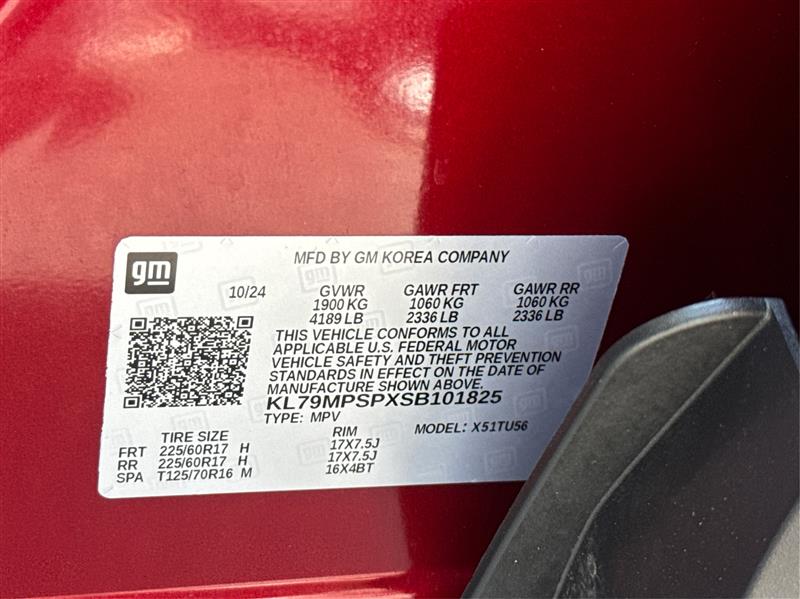 gm
MFD BY GM KOREA COMPANY
10/24 GVWR GAWR FRT GAWR RR
1900 KG 1060 KG 1060 KG
4189 LB 2336 LB 2336 LB
THIS VEHICLE CONFORMS TO ALL
APPLICABLE U.S. FEDERAL MOTOR
VEHICLE SAFETY AND THEFT PREVENTION
STANDARDS IN EFFECT ON THE DATE OF
MANUFACTURE SHOWN ABOVE.
KL79MPSPXSB101825
TYPE: MPV MODEL: X51TU56
TIRE SIZE RIM
FRT 225/60R17 H 17X7.5J
RR 225/60R17 H 17X7.5J
SPA T125/70R16 M 16X4BT